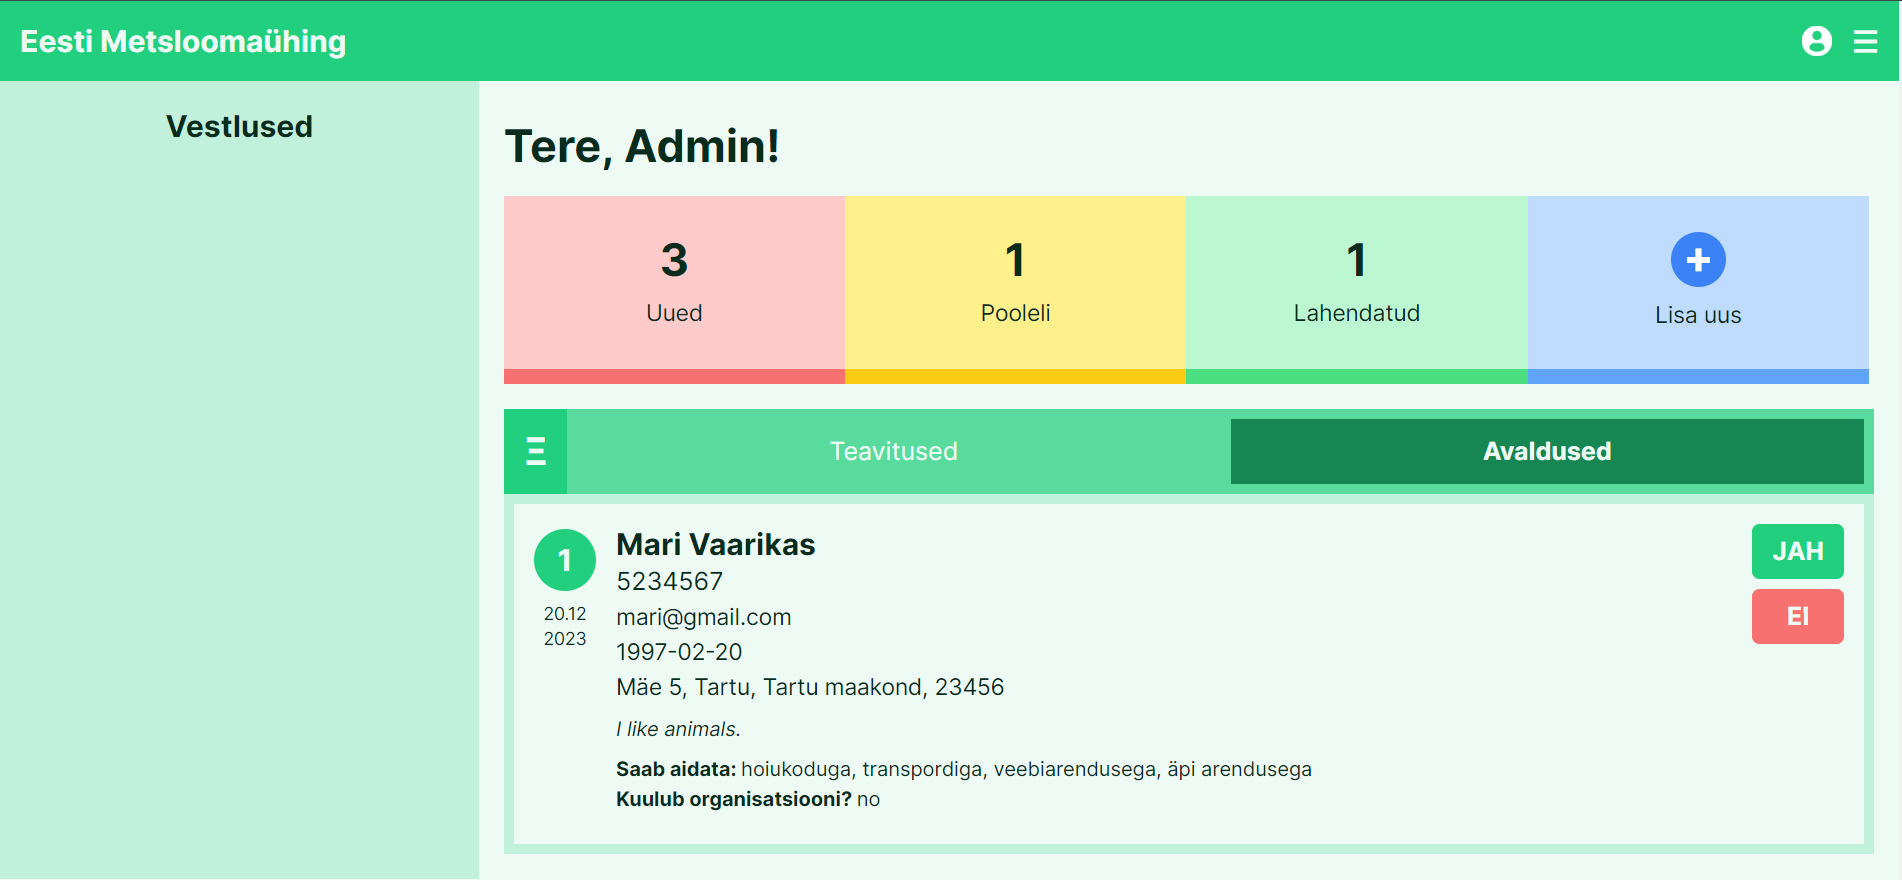 Eesti Metsloomaühing
Vestlused
Tere, Admin!
3
Uued
1
Pooleli
1
Lahendatud
Lisa uus
Teavitused
Avaldused
1
20.12
2023
Mari Vaarikas
5234567
mari@gmail.com
1997-02-20
Mäe 5, Tartu, Tartu maakond, 23456
I like animals.
Saab aidata: hoiukoduga, transpordiga, veebiarendusega, äpi arendusega
Kuulub organisatsiooni? no
JAH
EI